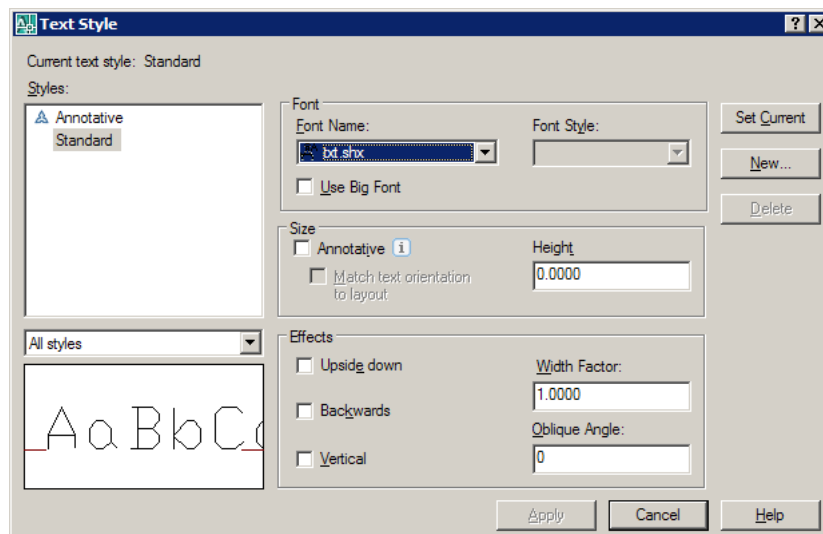 Text Style
Current text style: Standard
Styles:
Annotative
Standard
All styles
AaBbC
Font
Font Name:
txt.shx
Use Big Font
Font Style:
Size
Annotative
Match text orientation
to layout
Height
0.0000
Effects
Upside down
Backwards
Vertical
Width Factor:
1.0000
Oblique Angle:
0
Set Current
New...
Delete
Apply
Cancel
Help